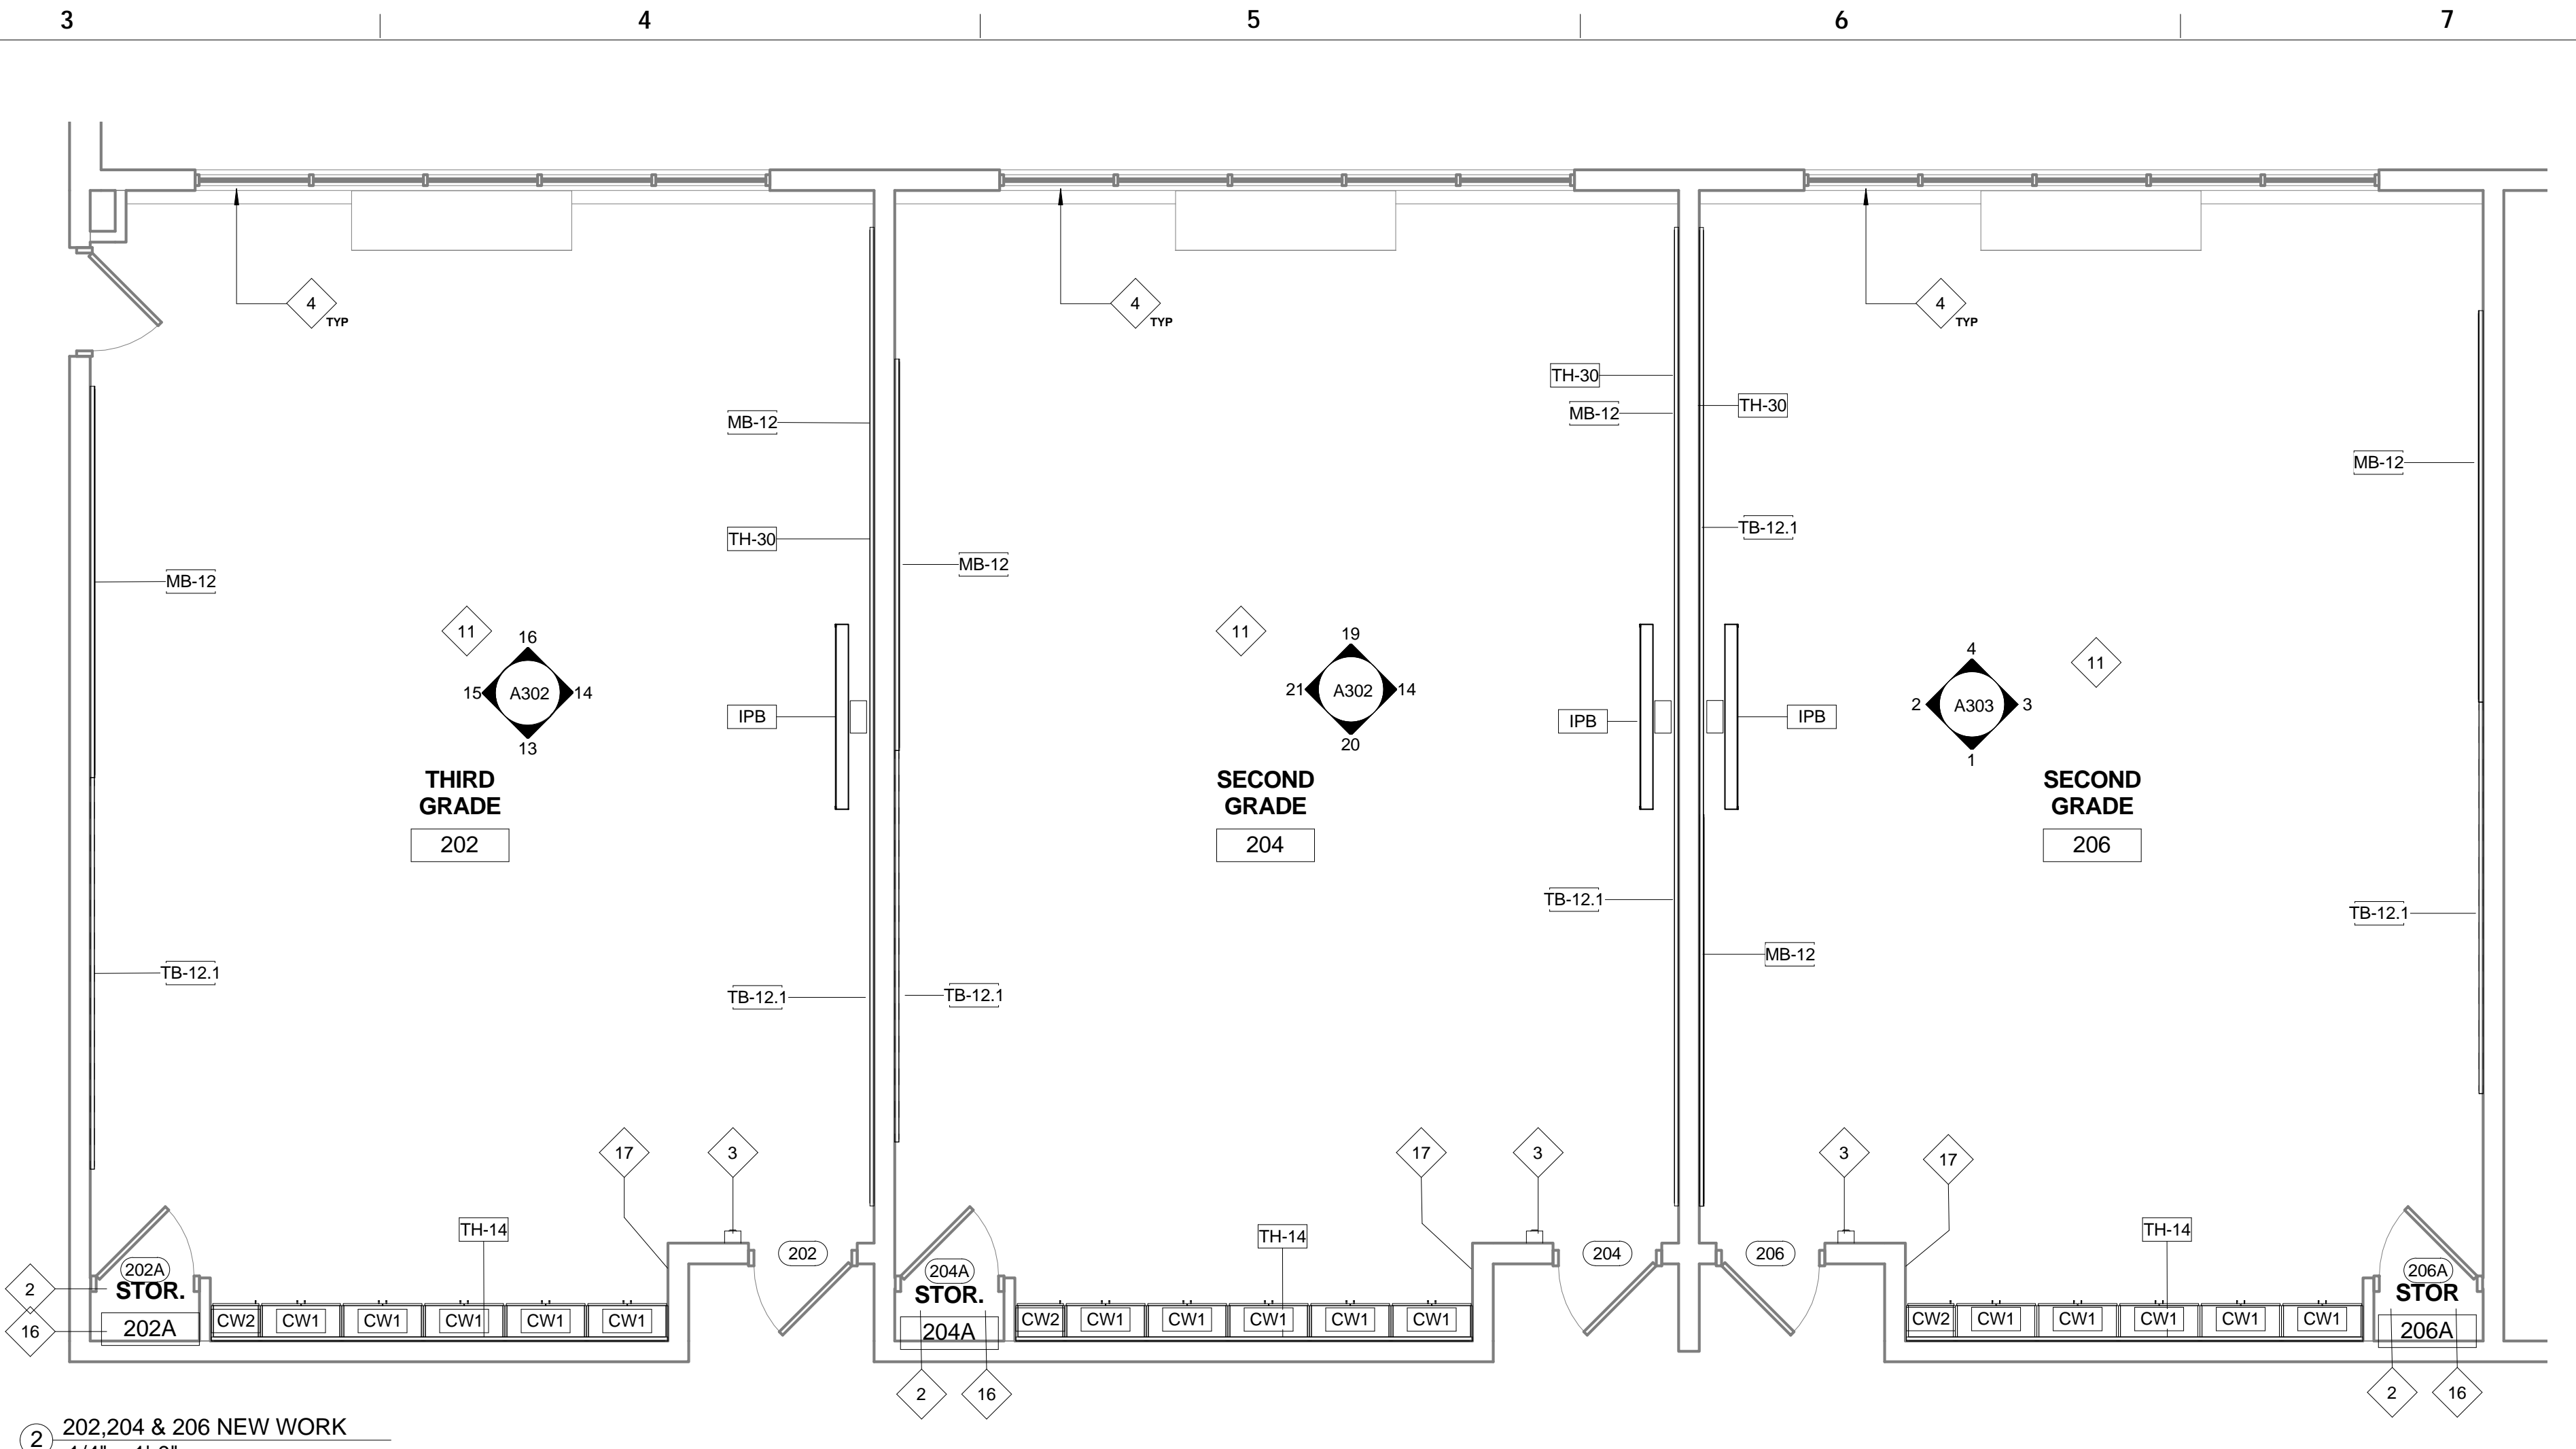 3 4 5 6 7
4 TYP 4 TYP 4 TYP
TH-30
TH-30
MB-12 MB-12
MB-12
TB-12.1
TH-30
MB-12 MB-12
11 11
16 19
4 11
15 A302 14 21 A302 14
2 A303 3
IPB IPB IPB
13 20 1
THIRD SECOND SECOND
GRADE GRADE GRADE
202 204 206
TB-12.1 TB-12.1
MB-12
TB-12.1 TB-12.1 TB-12.1
17 3 17 3 3 17
TH-14 TH-14 TH-14
202 204 206
202A 204A 206A
2 STOR. STOR. STOR
16 202A CW2 CW1 CW1 CW1 CW1 CW1 204A CW2 CW1 CW1 CW1 CW1 CW1 CW2 CW1 CW1 CW1 CW1 CW1 206A
2 16 2 16
2 202,204 & 206 NEW WORK